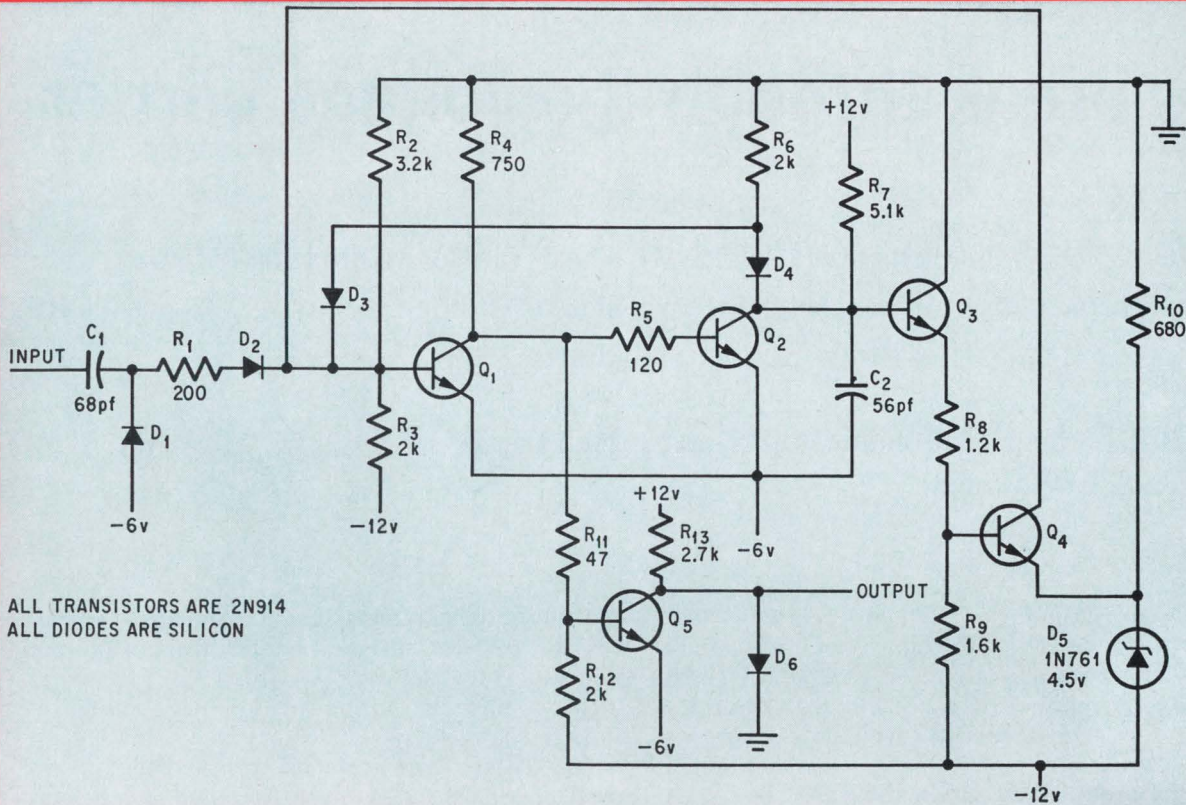 +12v
R2
3.2k
R4
750
R6
2k
R7
5.1k
D4
D3
Q3
R10
680
R5
120
Q2
INPUT
C1
68pf
R1
200
D2
Q1
C2
56pf
R8
1.2k
D1
R3
2k
-6v
-12v
+12v
-6v
Q4
R11
47
R13
2.7k
OUTPUT
ALL TRANSISTORS ARE 2N914
ALL DIODES ARE SILICON
Q5
D6
R9
1.6k
D5
1N761
4.5v
R12
2k
-6v
-12v